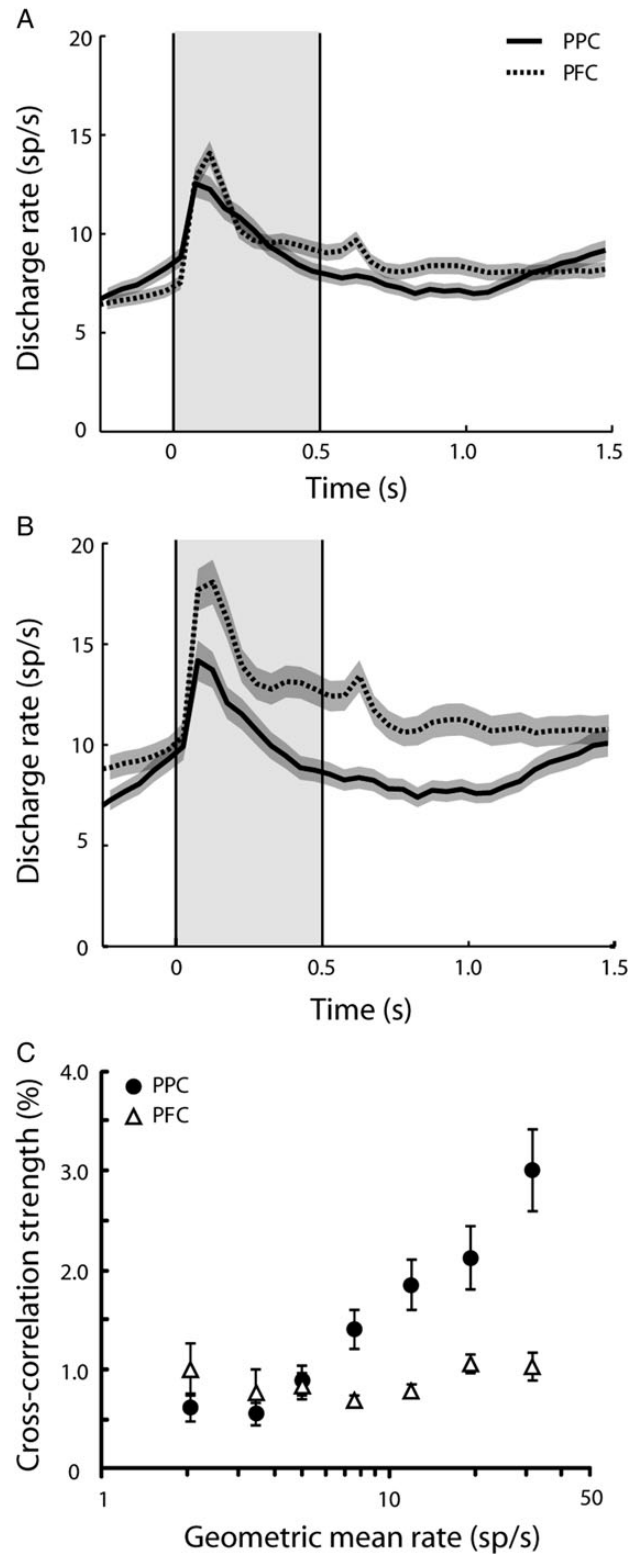 A
20
15
10
5
0
Discharge rate (sp/s)
PPC
PFC
0
0.5
1.0
1.5
Time (s)
B
20
15
10
5
0
Discharge rate (sp/s)
0
0.5
1.0
1.5
Time (s)
C
4.0
3.0
2.0
1.0
0
Cross-correlation strength (%)
PPC
PFC
1
10
50
Geometric mean rate (sp/s)